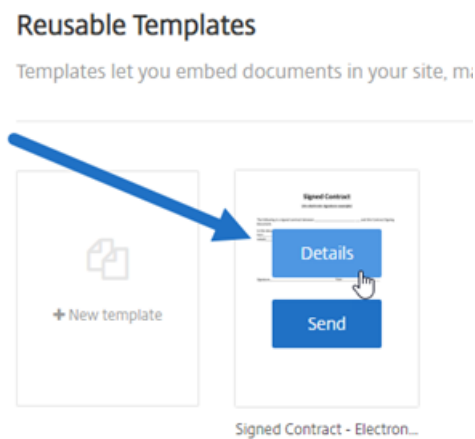 Reusable Templates
Templates let you embed documents in your site, ma
Signed Contract
Details
+ New template
Send
Signed Contract - Electron...